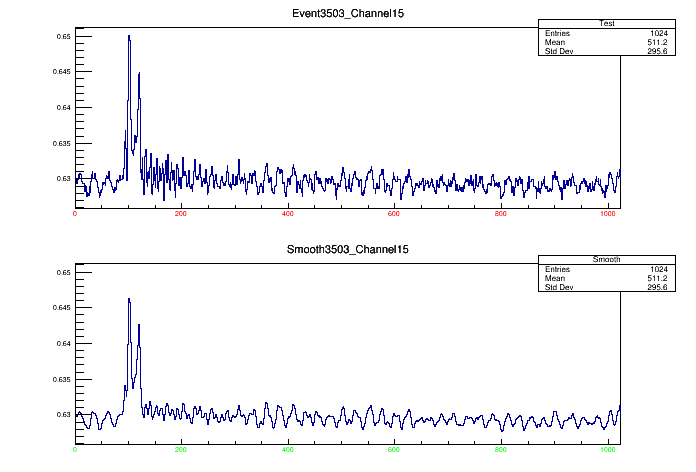 Event3503_Channel15
Test
Entries 1024
Mean 511.2
Std Dev 295.6
0.65
0.645
0.64
0.635
0.63
0 200 400 600 800 1000
Smooth3503_Channel15
Smooth
Entries 1024
Mean 511.2
Std Dev 295.6
0.65
0.645
0.64
0.635
0.63
0 200 400 600 800 1000